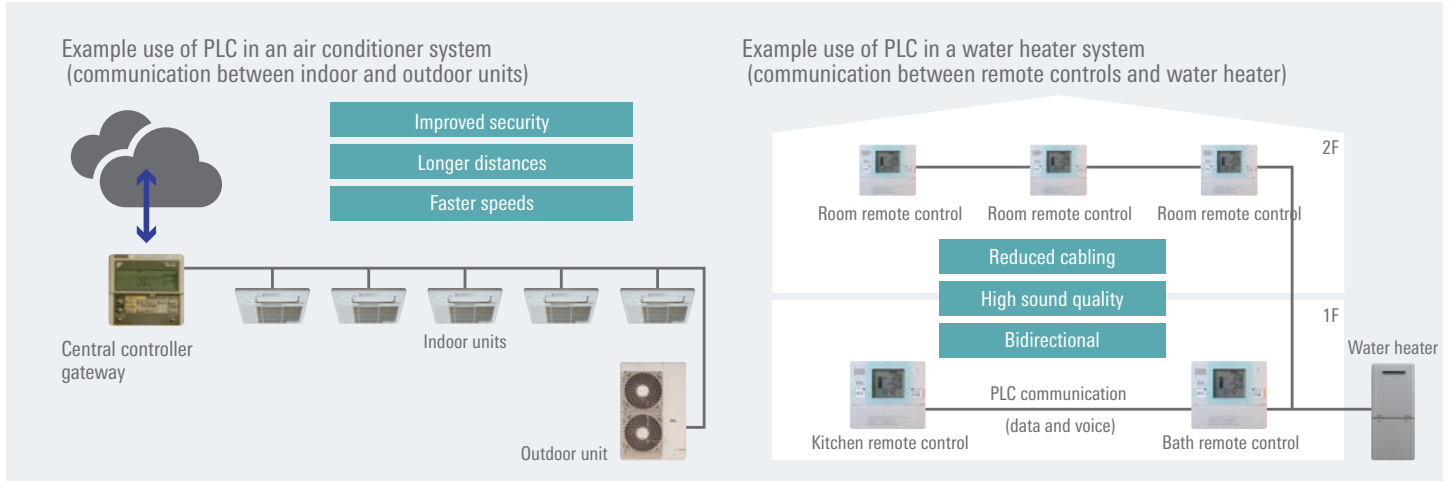 Example use of PLC in an air conditioner system
(communication between indoor and outdoor units)
Improved security
Longer distances
Faster speeds
Central controller
gateway
Indoor units
Outdoor unit
Example use of PLC in a water heater system
(communication between remote controls and water heater)
2F
Room remote control
Room remote control
Room remote control
Reduced cabling
High sound quality
Bidirectional
1F
Water heater
PLC communication
(data and voice)
Kitchen remote control
Bath remote control